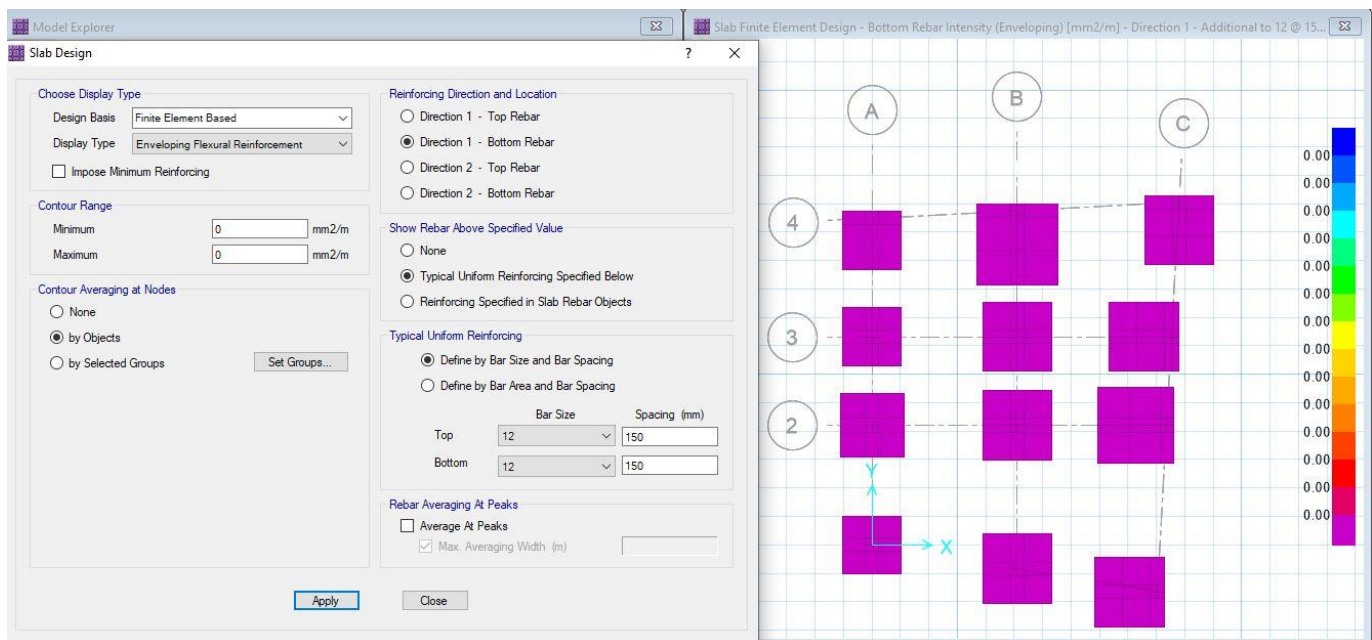 Model Explorer
Slab Finite Element Design - Bottom Rebar Intensity (Enveloping) [mm2/m] - Direction 1 - Additional to 12 @ 15...
Slab Design
?
Choose Display Type
Design Basis Finite Element Based
Display Type Enveloping Flexural Reinforcement
Impose Minimum Reinforcing
Contour Range
Minimum 0 mm2/m
Maximum 0 mm2/m
Contour Averaging at Nodes
None
by Objects
by Selected Groups Set Groups...
Reinforcing Direction and Location
Direction 1 - Top Rebar
Direction 1 - Bottom Rebar
Direction 2 - Top Rebar
Direction 2 - Bottom Rebar
Show Rebar Above Specified Value
None
Typical Uniform Reinforcing Specified Below
Reinforcing Specified in Slab Rebar Objects
Typical Uniform Reinforcing
Define by Bar Size and Bar Spacing
Define by Bar Area and Bar Spacing
Bar Size Spacing (mm)
Top 12 150
Bottom 12 150
Rebar Averaging At Peaks
Average At Peaks
Max. Averaging Width (m)
Apply Close
A
B
C
4
3
2
Y
X
0.00
0.00
0.00
0.00
0.00
0.00
0.00
0.00
0.00
0.00
0.00
0.00
0.00
0.00